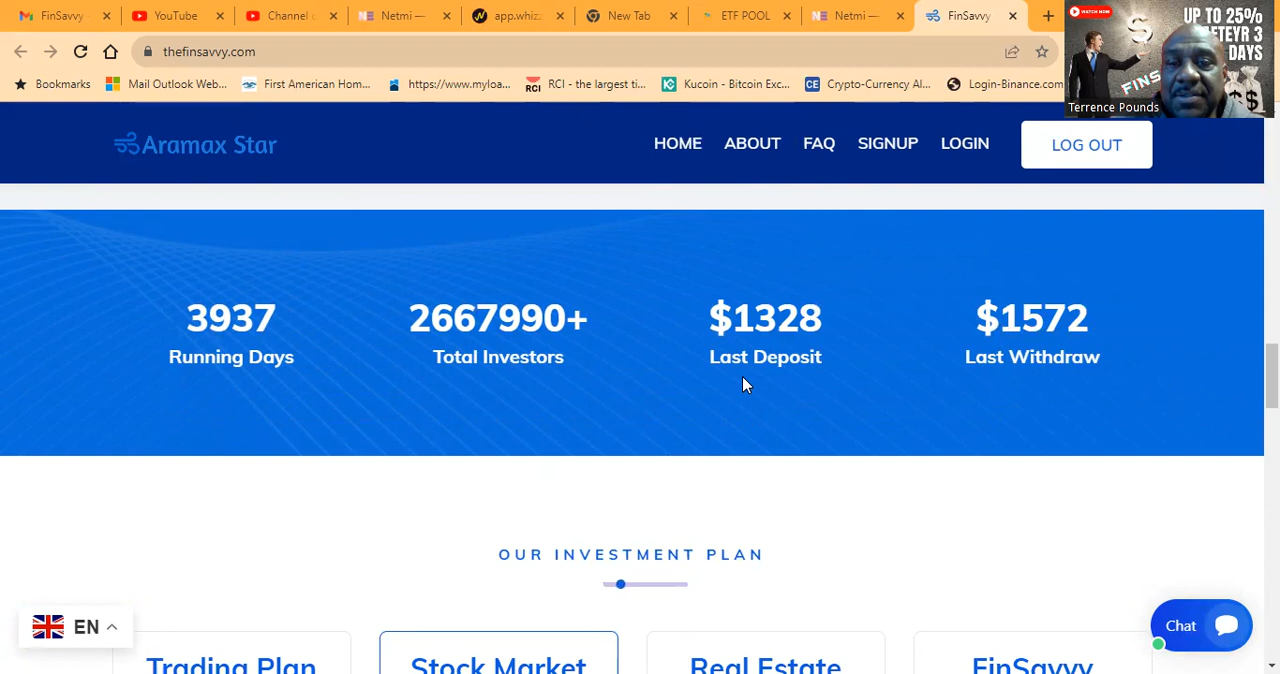 FinSavvy
YouTube
Channel
Netmi —
app.whizz
New Tab
ETF POOL
Netmi —
FinSavvy
thefinsavvy.com
Bookmarks
Mail Outlook Web...
First American Hom...
https://www.myloa...
RCI - the largest ti...
Kucoin - Bitcoin Exc...
Crypto-Currency Al...
Login-Binance.com
WATCH NOW
UP TO 25%
3
DAYS
FINS
Terrence Pounds
Aramax Star
HOME
ABOUT
FAQ
SIGNUP
LOGIN
LOG OUT
3937
Running Days
2667990+
Total Investors
$1328
Last Deposit
$1572
Last Withdraw
OUR INVESTMENT PLAN
Trading Plan
Stock Market
Real Estate
FinSavvy
EN
Chat